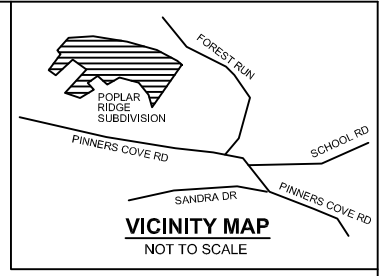 FOREST RUN
POPLAR
RIDGE
SUBDIVISION
PINNERS COVE RD
SCHOOL RD
SANDRA DR
PINNERS COVE RD
VICINITY MAP
NOT TO SCALE